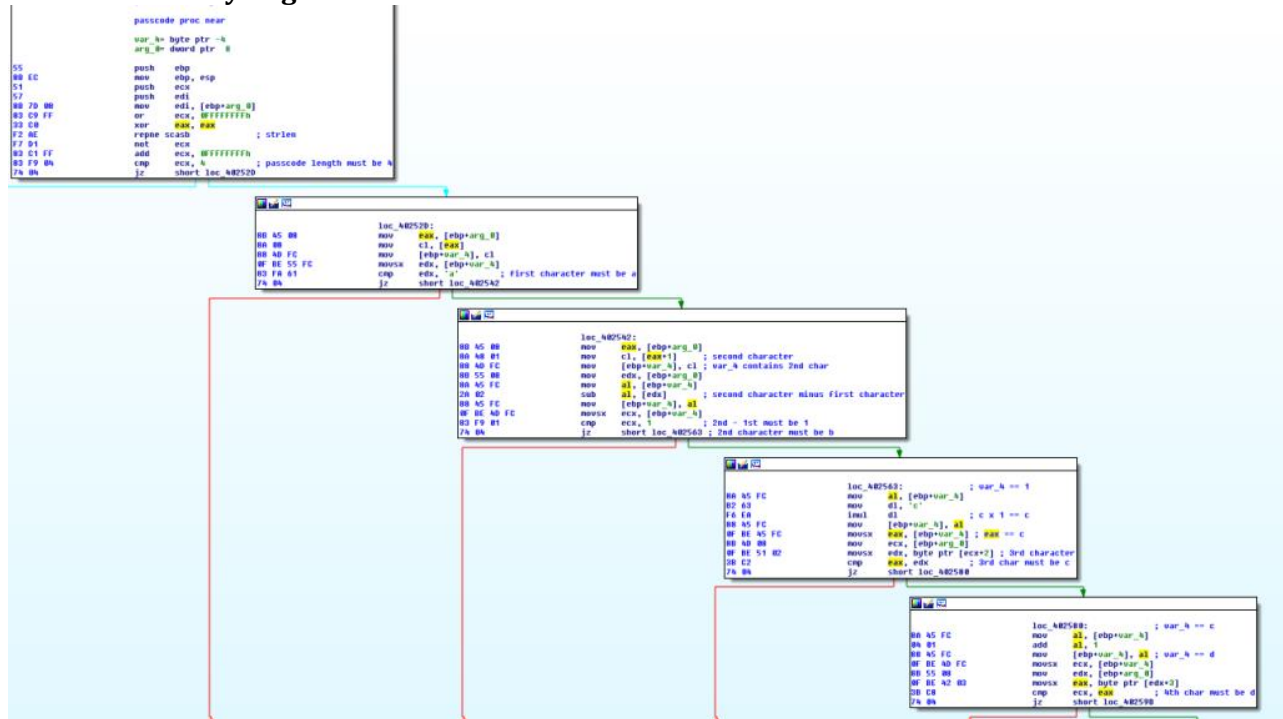 passcode proc near
var_4= byte ptr -4
arg_0= dword ptr 8
55 push ebp
8B EC mov ebp, esp
51 push ecx
57 push edi
8B 7D 08 mov edi, [ebp+arg_0]
83 C9 FF or ecx, 0FFFFFFFFh
33 C0 xor eax, eax
F2 AE repne scasb ; strlen
F7 D1 not ecx
83 C1 FF add ecx, 0FFFFFFFFh
83 F9 04 cmp ecx, 4 ; passcode length must be 4
74 04 jz short loc_40252D
loc_40252D:
8B 45 08 mov eax, [ebp+arg_0]
8A 08 mov cl, [eax]
88 4D FC mov [ebp+var_4], cl
0F BE 55 FC movsx edx, [ebp+var_4]
83 FA 61 cmp edx, 'a' ; first character must be a
74 04 jz short loc_402542
loc_402542:
8B 45 08 mov eax, [ebp+arg_0]
8A 48 01 mov cl, [eax+1] ; second character
88 4D FC mov [ebp+var_4], cl ; var_4 contains 2nd char
8B 55 08 mov edx, [ebp+arg_0]
8A 45 FC mov al, [ebp+var_4]
2A 02 sub al, [edx] ; second character minus first character
88 45 FC mov [ebp+var_4], al
0F BE 4D FC movsx ecx, [ebp+var_4]
83 F9 01 cmp ecx, 1 ; 2nd - 1st must be 1
74 04 jz short loc_402563 ; 2nd character must be b
loc_402563: ; var_4 == 1
8A 45 FC mov al, [ebp+var_4]
B2 63 mov dl, 'c'
F6 EA imul dl ; c x 1 == c
88 45 FC mov [ebp+var_4], al
0F BE 45 FC movsx eax, [ebp+var_4] ; eax == c
8B 4D 08 mov ecx, [ebp+arg_0]
0F BE 51 02 movsx edx, byte ptr [ecx+2] ; 3rd character
3B C2 cmp eax, edx ; 3rd char must be c
74 04 jz short loc_402580
loc_402580: ; var_4 == c
8A 45 FC mov al, [ebp+var_4]
04 01 add al, 1
88 45 FC mov [ebp+var_4], al ; var_4 == d
0F BE 4D FC movsx ecx, [ebp+var_4]
8B 55 08 mov edx, [ebp+arg_0]
0F BE 42 03 movsx eax, byte ptr [edx+3]
3B C8 cmp ecx, eax ; 4th char must be d
74 04 jz short loc_40259D